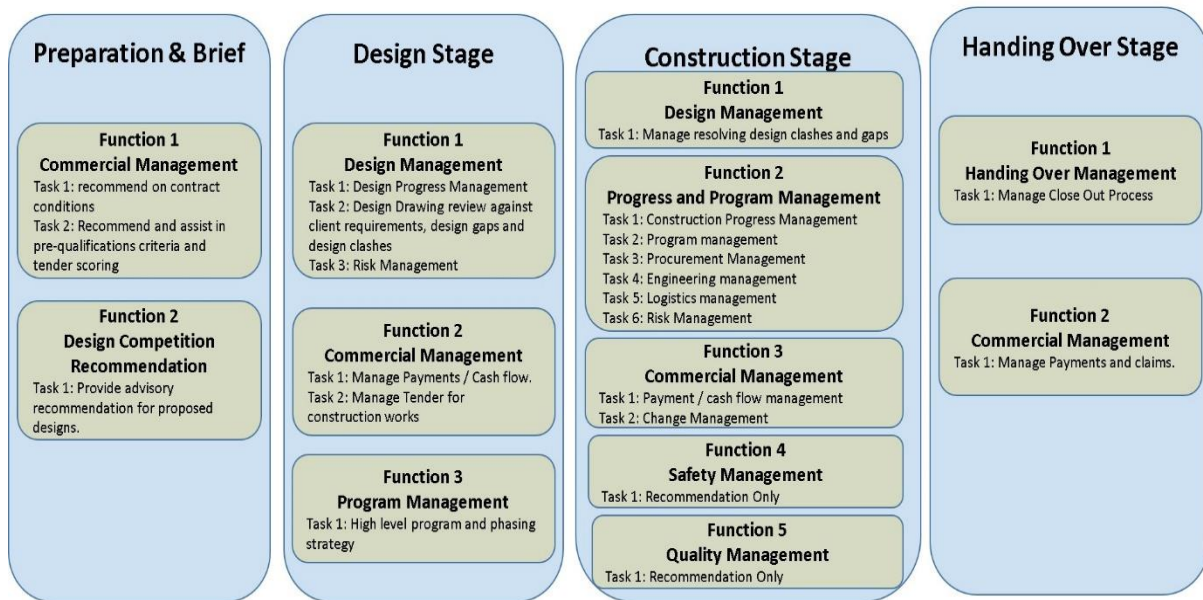 Preparation & Brief
Function 1
Commercial Management
Task 1: recommend on contract
conditions
Task 2: Recommend and assist in
pre-qualifications criteria and
tender scoring
Function 2
Design Competition
Recommendation
Task 1: Provide advisory
recommendation for proposed
designs.
Design Stage
Function 1
Design Management
Task 1: Design Progress Management
Task 2: Design Drawing review against
client requirements, design gaps and
design clashes
Task 3: Risk Management
Function 2
Commercial Management
Task 1: Manage Payments / Cash flow.
Task 2: Manage Tender for
construction works
Function 3
Program Management
Task 1: High level program and phasing
strategy
Construction Stage
Function 1
Design Management
Task 1: Manage resolving design clashes and gaps
Function 2
Progress and Program Management
Task 1: Construction Progress Management
Task 2: Program management
Task 3: Procurement Management
Task 4: Engineering management
Task 5: Logistics management
Task 6: Risk Management
Function 3
Commercial Management
Task 1: Payment / cash flow management
Task 2: Change Management
Function 4
Safety Management
Task 1: Recommendation Only
Function 5
Quality Management
Task 1: Recommendation Only
Handing Over Stage
Function 1
Handing Over Management
Task 1: Manage Close Out Process
Function 2
Commercial Management
Task 1: Manage Payments and claims.